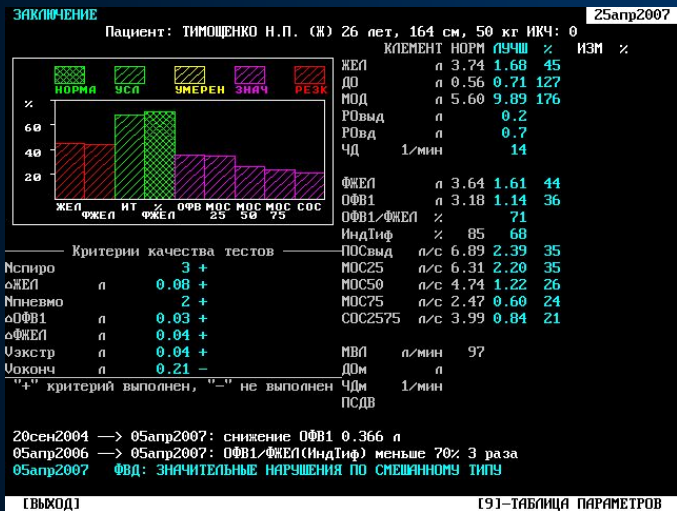 ЗАКЛЮЧЕНИЕ
25апр2007
Пациент: ТИМОЩЕНКО Н.П. (Ж) 26 лет, 164 см, 50 кг ИКЧ: 0
КЛЕМЕНТ НОРМ ЛУЧШ % ИЗМ %
ЖЕЛ л 3.74 1.68 45
ДО л 0.56 0.71 127
МОД л 5.60 9.89 176
РОвыд л 0.2
РОвд л 0.7
ЧД 1/мин 14
ФЖЕЛ л 3.64 1.61 44
ОФВ1 л 3.18 1.14 36
ОФВ1/ФЖЕЛ % 71
ИндТиф % 85 68
ПОСвыд л/с 6.89 2.39 35
МОС25 л/с 6.31 2.20 35
МОС50 л/с 4.74 1.22 26
МОС75 л/с 2.47 0.60 24
СОС2575 л/с 3.99 0.84 21
МВЛ л/мин 97
ДОм л
ЧДм 1/мин
ПСДВ
НОРМА УСЛ УМЕРЕН ЗНАЧ РЕЗК
%
60
40
20
ЖЕЛ ФЖЕЛ ИТ % ФЖЕЛ ОФВ МОС 25 МОС 50 МОС 75 СОС
Критерии качества тестов
Nспиро 3 +
△ЖЕЛ л 0.08 +
Nпневмо 2 +
△ОФВ1 л 0.03 +
△ФЖЕЛ л 0.04 +
Vэкстр л 0.04 +
Vоконч л 0.21 –
"+" критерий выполнен, "–" не выполнен
20сен2004 —> 05апр2007: снижение ОФВ1 0.366 л
05апр2006 —> 05апр2007: ОФВ1/ФЖЕЛ(ИндТиф) меньше 70% 3 раза
05апр2007 ФВД: ЗНАЧИТЕЛЬНЫЕ НАРУШЕНИЯ ПО СМЕШАННОМУ ТИПУ
[ВЫХОД] [9]–ТАБЛИЦА ПАРАМЕТРОВ